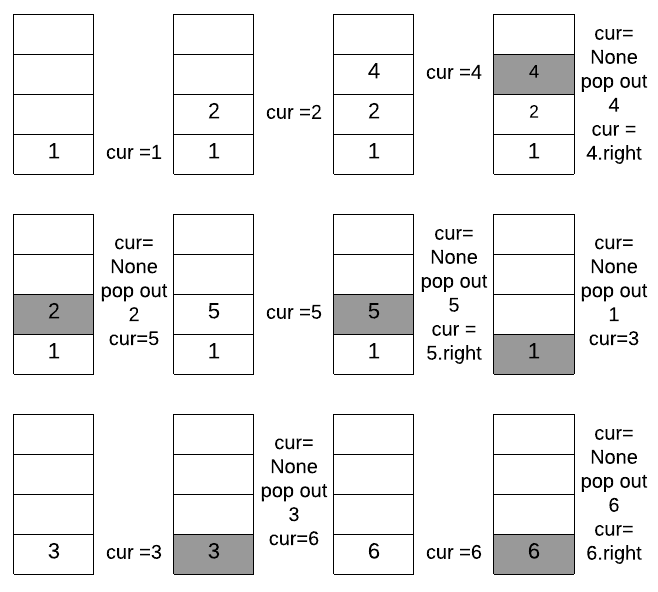 1
cur =1
2
1
cur =2
4
2
1
cur =4
4
2
1
cur=
None
pop out
4
cur =
4.right
2
1
cur=
None
pop out
2
cur=5
5
1
cur =5
5
1
cur=
None
pop out
5
cur =
5.right
1
cur=
None
pop out
1
cur=3
3
cur =3
3
cur=
None
pop out
3
cur=6
6
cur =6
6
cur=
None
pop out
6
cur=
6.right